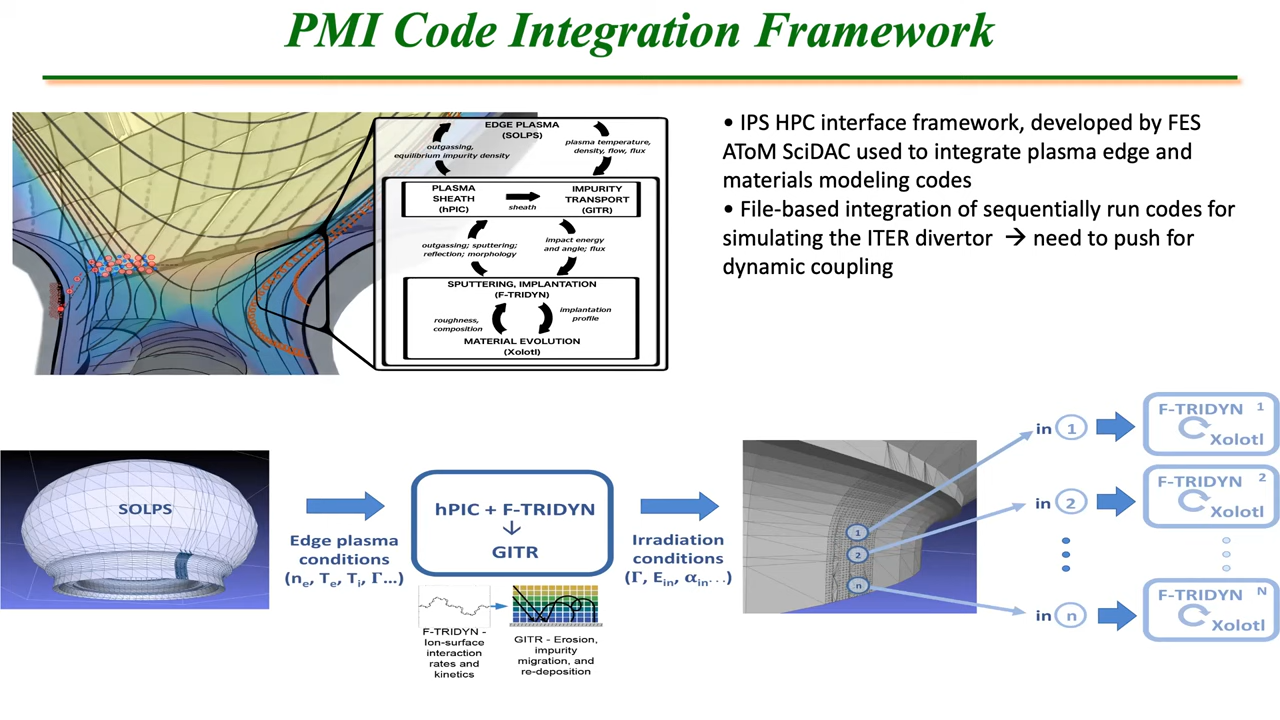 PMI Code Integration Framework
• IPS HPC interface framework, developed by FES
AToM SciDAC used to integrate plasma edge and
materials modeling codes
• File-based integration of sequentially run codes for
simulating the ITER divertor → need to push for
dynamic coupling
EDGE PLASMA
(SOLPS)
outgassing,
equilibrium impurity density
plasma temperature,
density, flow, flux
PLASMA
SHEATH
(hPIC)
sheath
IMPURITY
TRANSPORT
(GITR)
outgassing; sputtering;
reflection; morphology
impact energy
and angle; flux
SPUTTERING, IMPLANTATION
(F-TRIDYN)
roughness,
composition
implantation
profile
MATERIAL EVOLUTION
(Xolotl)
SOLPS
Edge plasma
conditions
(nₑ, Tₑ, Tᵢ, Γ...)
hPIC + F-TRIDYN
↓
GITR
F-TRIDYN -
Ion-surface
interaction
rates and
kinetics
GITR - Erosion,
impurity
migration, and
re-deposition
Irradiation
conditions
(Γ, Eᵢₙ, αᵢₙ...)
1
2
n
in 1
F-TRIDYN 1
Xolotl
in 2
F-TRIDYN 2
Xolotl
in n
F-TRIDYN N
Xolotl